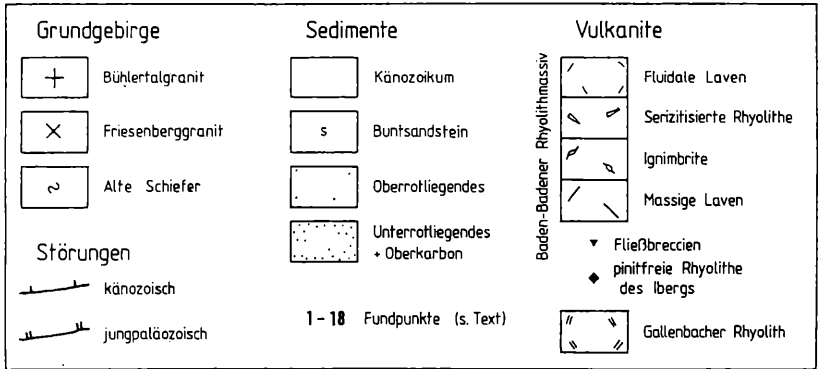 Grundgebirge
Bühlertalgranit
Friesenberggranit
Alte Schiefer
Störungen
känozoisch
jungpaläozoisch
Sedimente
Känozoikum
s
Buntsandstein
Oberrotliegendes
Unterrotliegendes
+ Oberkarbon
1-18 Fundpunkte (s. Text)
Vulkanite
Baden-Badener Rhyolithmassiv
Fluidale Laven
Serizitisierte Rhyolithe
Ignimbrite
Massige Laven
Fließbreccien
pinitfreie Rhyolithe
des Ibergs
Gallenbacher Rhyolith